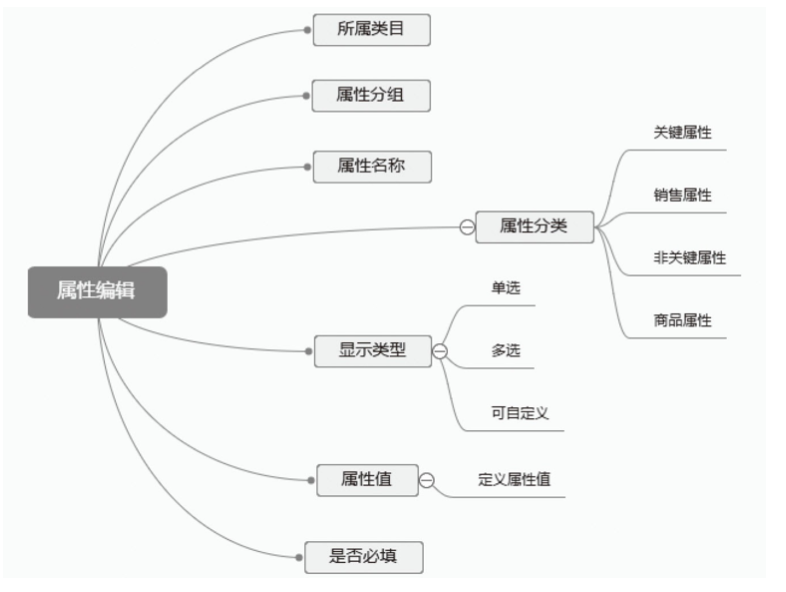 所属类目
属性分组
属性名称
属性分类
关键属性
销售属性
非关键属性
商品属性
属性编辑
显示类型
单选
多选
可自定义
属性值
定义属性值
是否必填